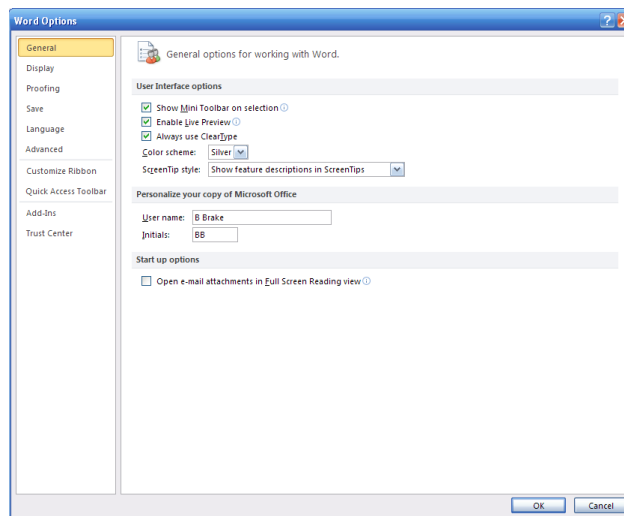 Word Options
General
Display
Proofing
Save
Language
Advanced
Customize Ribbon
Quick Access Toolbar
Add-Ins
Trust Center
General options for working with Word.
User Interface options
Show Mini Toolbar on selection
Enable Live Preview
Always use ClearType
Color scheme: Silver
ScreenTip style: Show feature descriptions in ScreenTips
Personalize your copy of Microsoft Office
User name: B Brake
Initials: BB
Start up options
Open e-mail attachments in Full Screen Reading view
OK Cancel